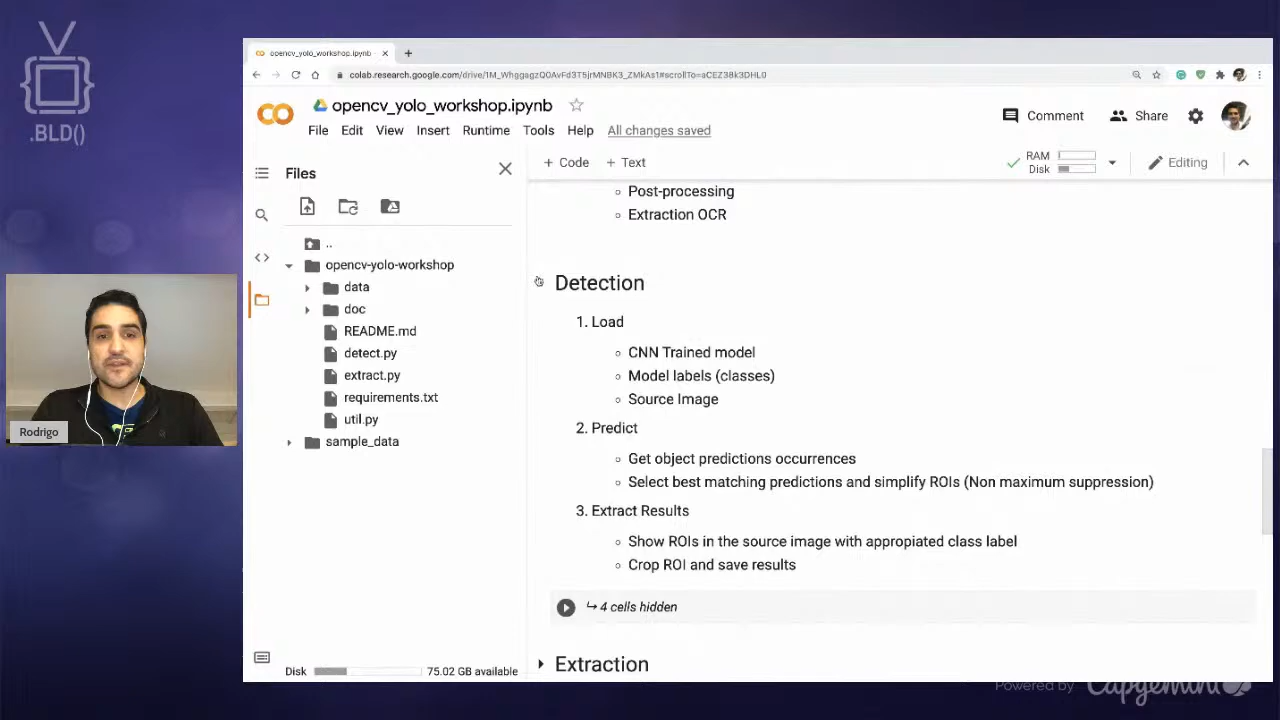 .BLD()
opencv_yolo_workshop.ipynb
colab.research.google.com/drive/1M_WhggagzQOAvFd3T5jrMNBK3_ZMkAs1#scrollTo=aCEZ38k3DHL0
opencv_yolo_workshop.ipynb
Comment
Share
File Edit View Insert Runtime Tools Help All changes saved
Files
+ Code + Text
RAM
Disk
Editing
..
opencv-yolo-workshop
data
doc
README.md
detect.py
extract.py
requirements.txt
util.py
sample_data
Disk 75.02 GB available
Post-processing
Extraction OCR
Detection
1. Load
CNN Trained model
Model labels (classes)
Source Image
2. Predict
Get object predictions occurrences
Select best matching predictions and simplify ROIs (Non maximum suppression)
3. Extract Results
Show ROIs in the source image with appropiated class label
Crop ROI and save results
4 cells hidden
Extraction
Rodrigo
Powered by Capgemini